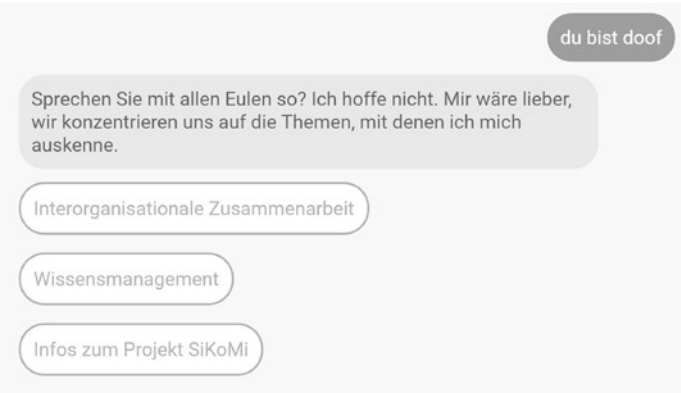 du bist doof
Sprechen Sie mit allen Eulen so? Ich hoffe nicht. Mir wäre lieber,
wir konzentrieren uns auf die Themen, mit denen ich mich
auskenne.
Interorganisationale Zusammenarbeit
Wissensmanagement
Infos zum Projekt SiKoMi